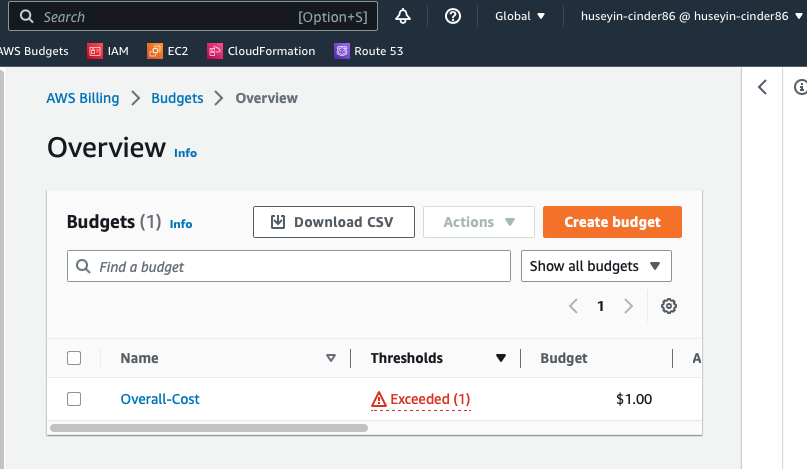 Search [Option+S] Global huseyin-cinder86 @ huseyin-cinder86
AWS Budgets IAM EC2 CloudFormation Route 53
AWS Billing Budgets Overview
Overview Info
Budgets (1) Info Download CSV Actions Create budget
Find a budget Show all budgets
1
Name Thresholds Budget A
Overall-Cost Exceeded (1) $1.00